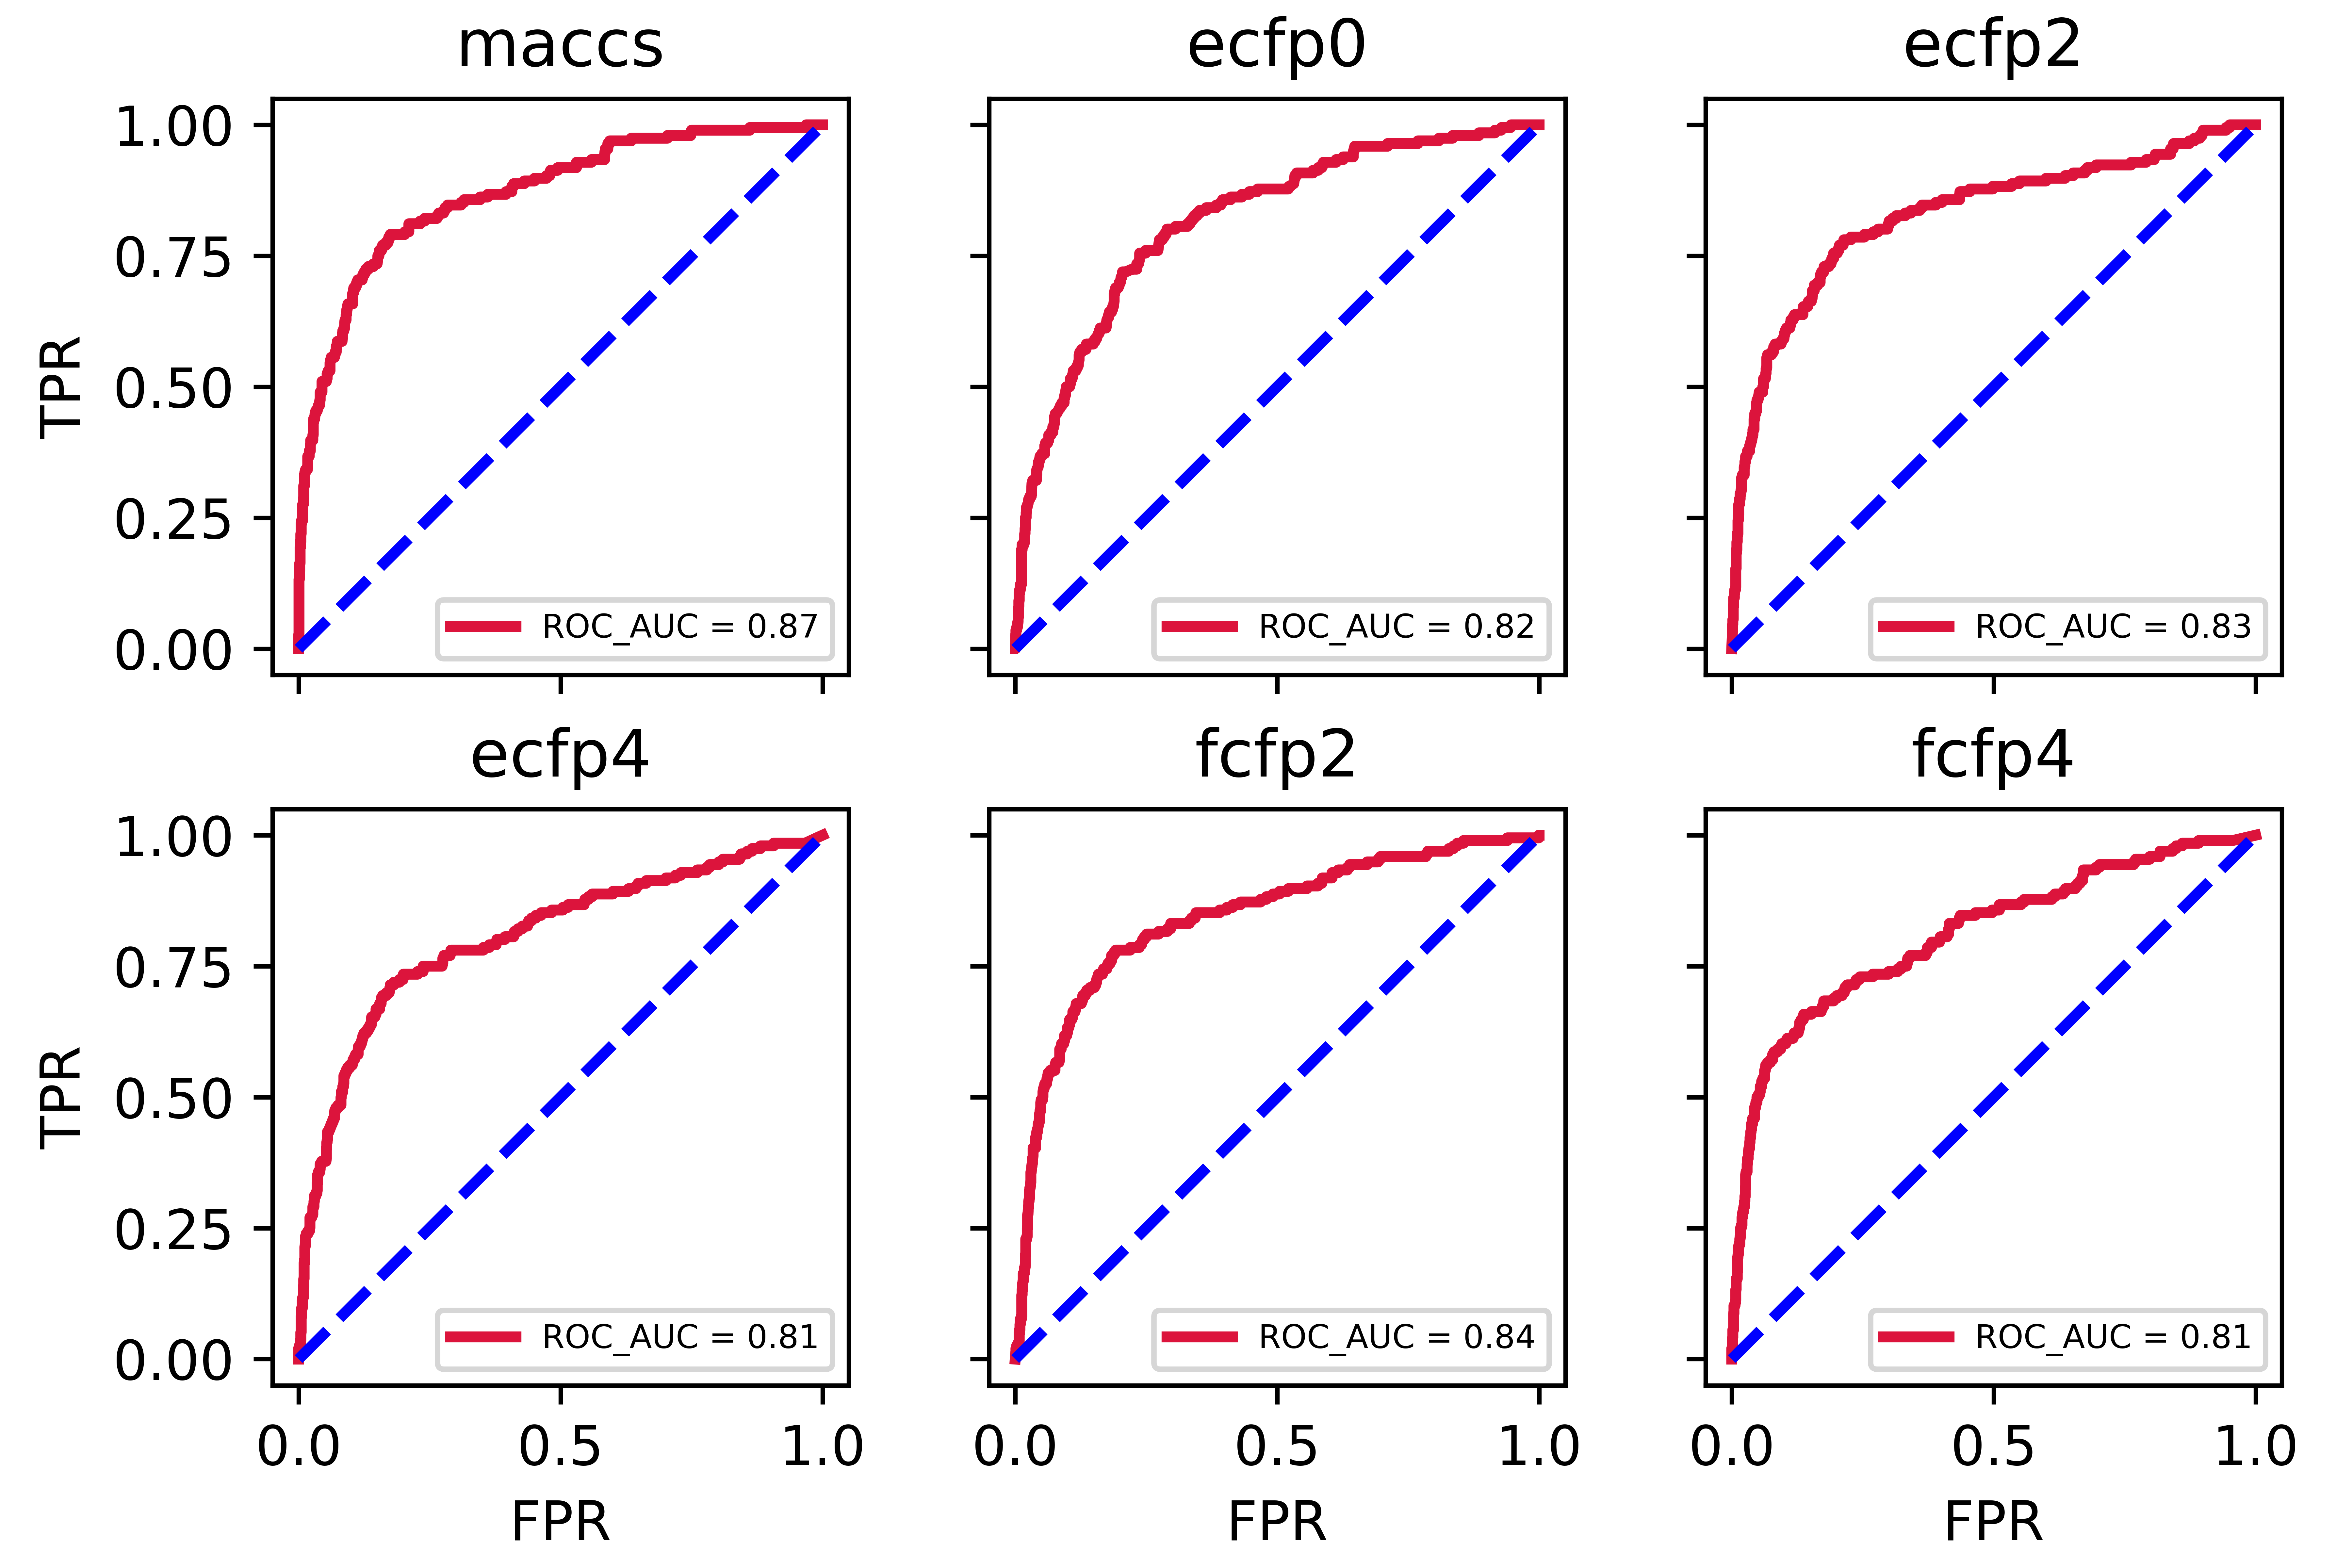 maccs
ecfp0
ecfp2
1.00
0.75
0.50
0.25
0.00
TPR
ROC_AUC = 0.87
ROC_AUC = 0.82
ROC_AUC = 0.83
ecfp4
fcfp2
fcfp4
1.00
0.75
0.50
0.25
0.00
TPR
ROC_AUC = 0.81
ROC_AUC = 0.84
ROC_AUC = 0.81
0.0 0.5 1.0
0.0 0.5 1.0
0.0 0.5 1.0
FPR
FPR
FPR